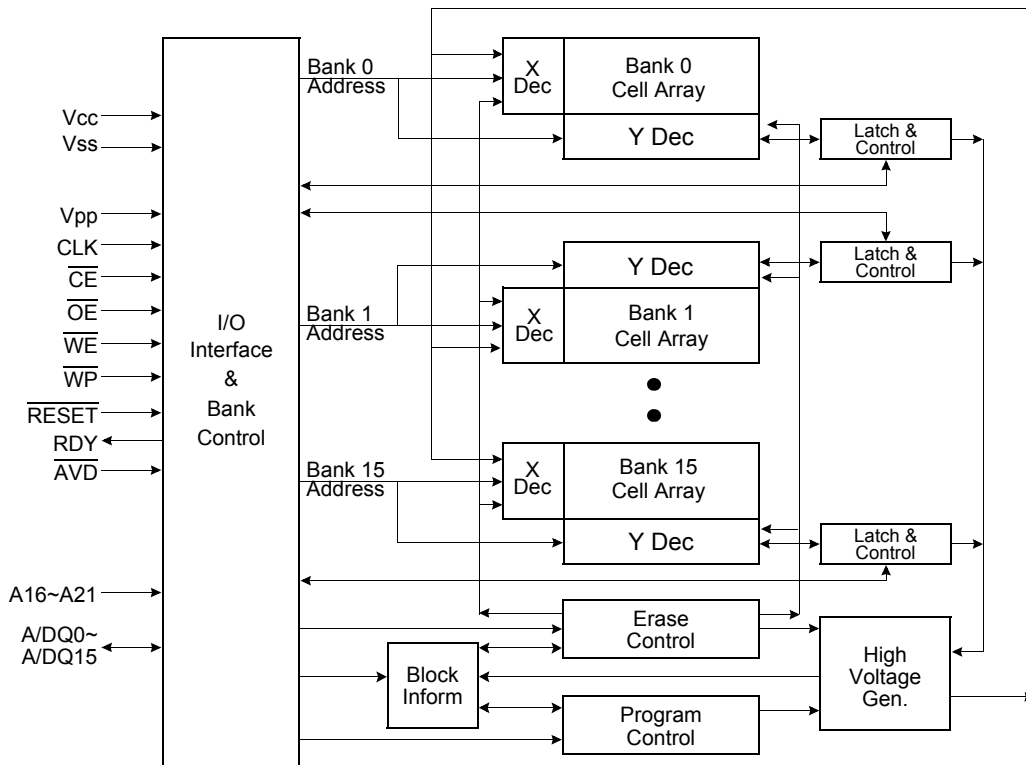 Vcc
Vss
Vpp
CLK
CE
OE
WE
WP
RESET
RDY
AVD
A16~A21
A/DQ0~
A/DQ15
I/O
Interface
&
Bank
Control
Bank 0
Address
X
Dec
Bank 0
Cell Array
Y Dec
Latch &
Control
Bank 1
Address
Y Dec
X
Dec
Bank 1
Cell Array
Latch &
Control
Bank 15
Address
X
Dec
Bank 15
Cell Array
Y Dec
Latch &
Control
Erase
Control
Block
Inform
Program
Control
High
Voltage
Gen.